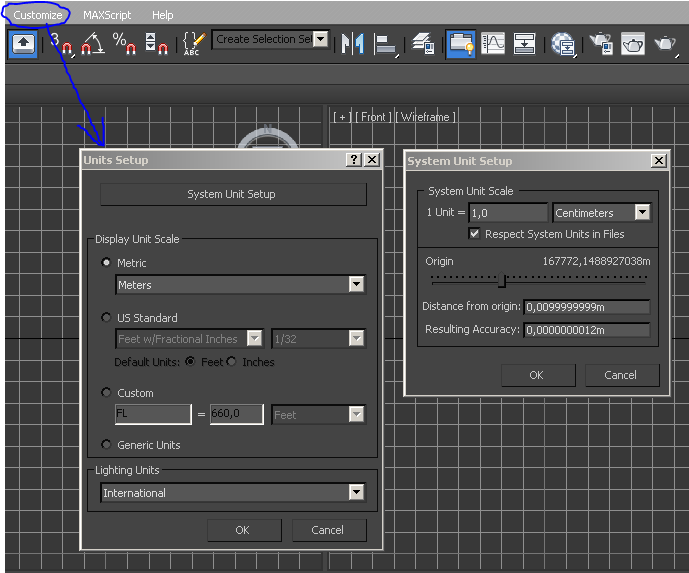 Customize MAXScript Help
3 % ABC Create Selection Set
[ + ] [ Front ] [ Wireframe ]
Units Setup
System Unit Setup
Display Unit Scale
Metric
Meters
US Standard
Feet w/Fractional Inches 1/32
Default Units: Feet Inches
Custom
FL = 660,0 Feet
Generic Units
Lighting Units
International
OK Cancel
System Unit Setup
System Unit Scale
1 Unit = 1,0 Centimeters
Respect System Units in Files
Origin 167772,1488927038m
Distance from origin: 0,0099999999m
Resulting Accuracy: 0,0000000012m
OK Cancel